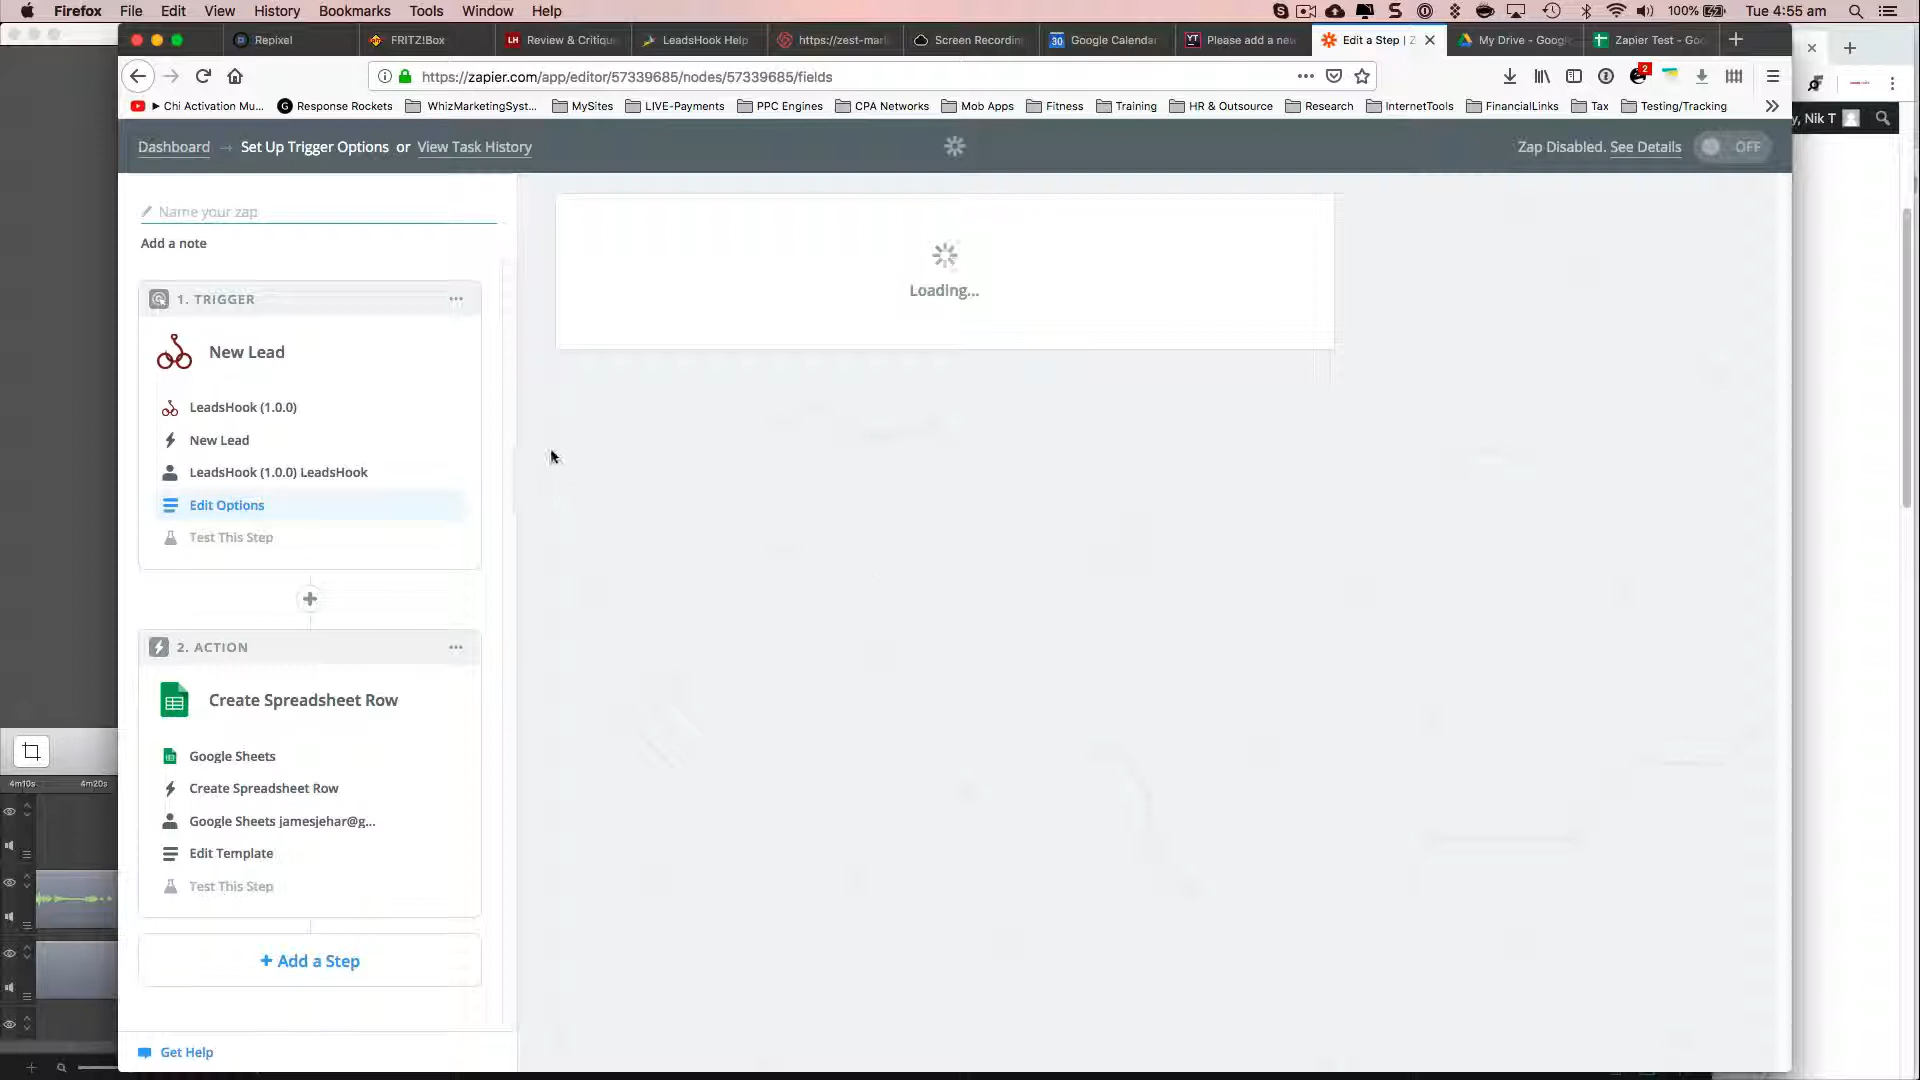 Firefox File Edit View History Bookmarks Tools Window Help 100% Tue 4:55 am
Repixel FRITZ!Box Review & Critiqu LeadsHook Help https://zest-mar Screen Recordin Google Calenda Please add a new Edit a Step | Z My Drive - Goog Zapier Test - Goo
https://zapier.com/app/editor/57339685/nodes/57339685/fields 2
Chi Activation Mu... Response Rockets WhizMarketingSyst... MySites LIVE-Payments PPC Engines CPA Networks Mob Apps Fitness Training HR & Outsource Research InternetTools FinancialLinks Tax Testing/Tracking
y, Nik T
Dashboard → Set Up Trigger Options or View Task History Zap Disabled. See Details OFF
Name your zap
Add a note
1. TRIGGER
New Lead
LeadsHook (1.0.0)
New Lead
LeadsHook (1.0.0) LeadsHook
Edit Options
Test This Step
Loading...
2. ACTION
Create Spreadsheet Row
Google Sheets
Create Spreadsheet Row
Google Sheets jamesjehar@g...
Edit Template
Test This Step
+ Add a Step
Get Help
4m10s 4m20s